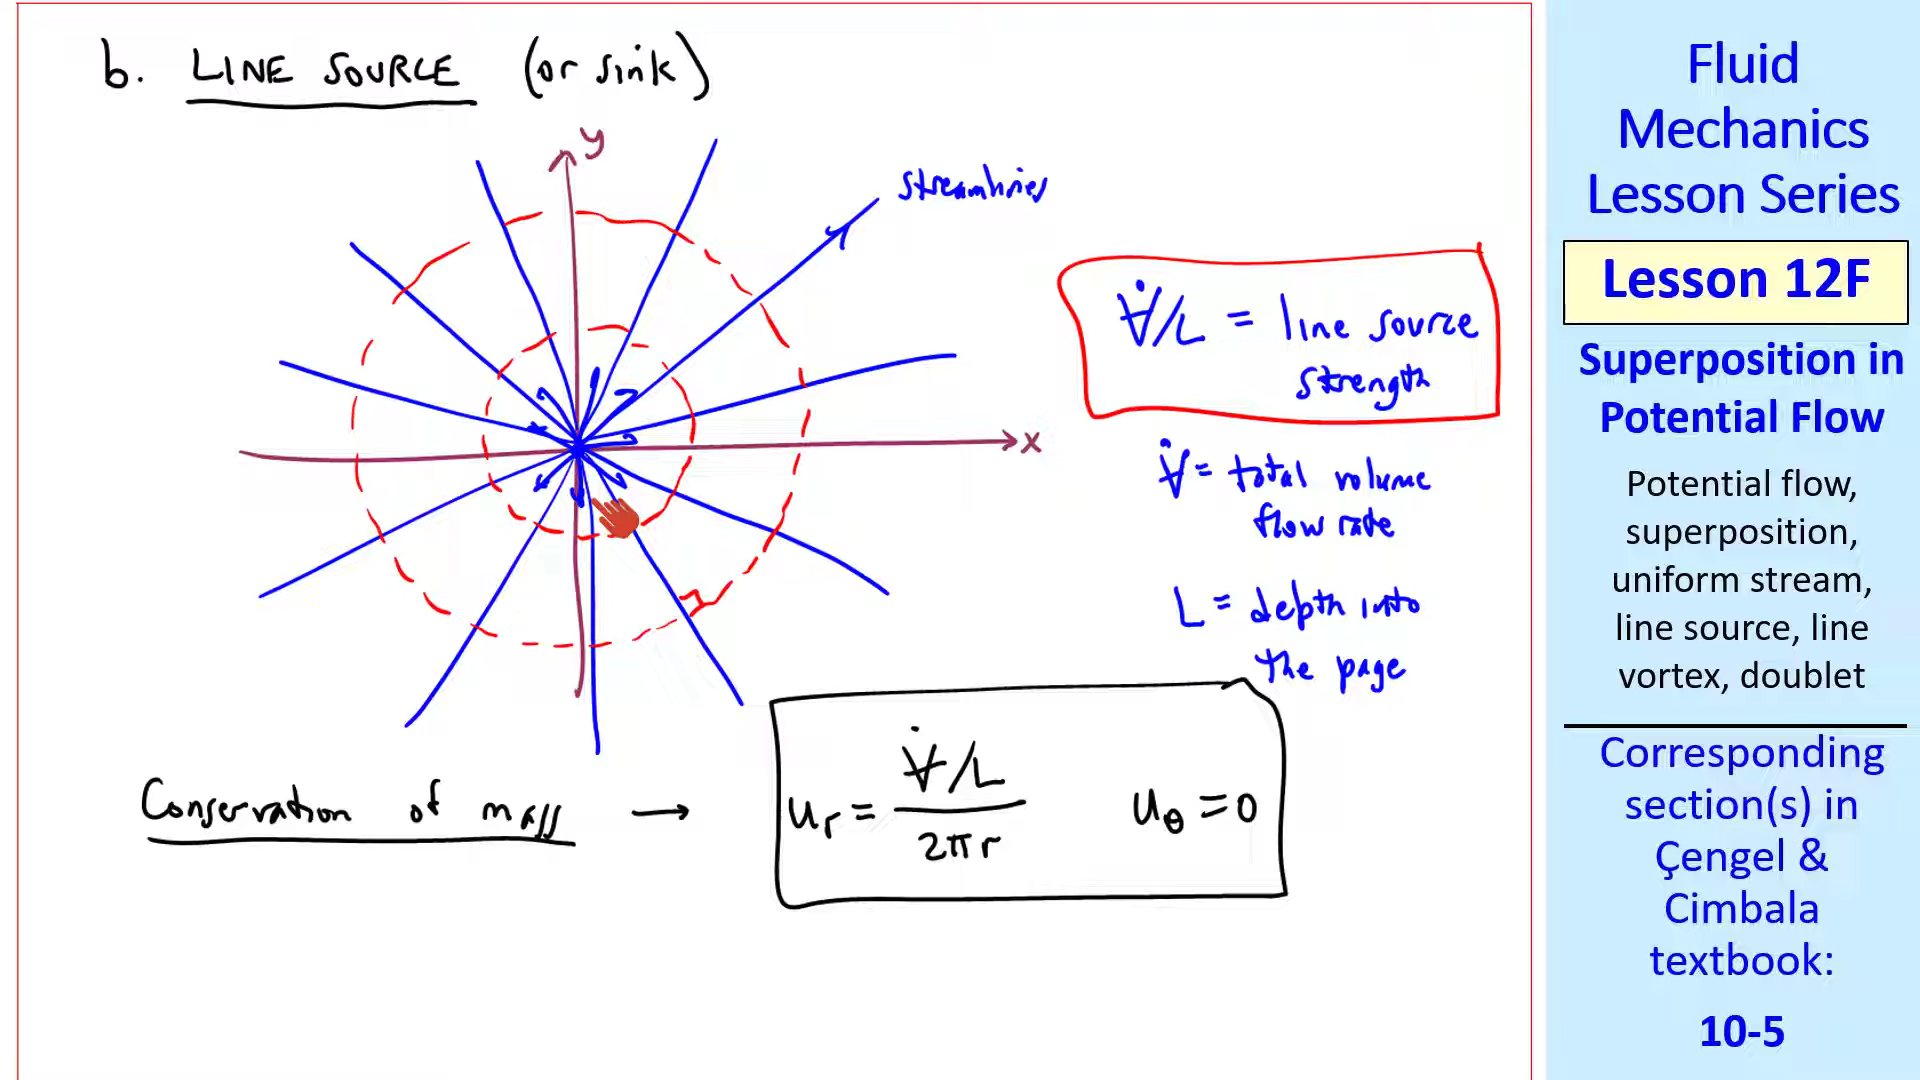 b. LINE SOURCE (or sink)
y
streamlines
x
V̇/L = line source
strength
V̇ = total volume
flow rate
L = depth into
the page
Conservation of mass → u_r = (V̇/L)/(2πr) u_θ = 0
Fluid
Mechanics
Lesson Series
Lesson 12F
Superposition in
Potential Flow
Potential flow,
superposition,
uniform stream,
line source, line
vortex, doublet
Corresponding
section(s) in
Çengel &
Cimbala
textbook:
10-5